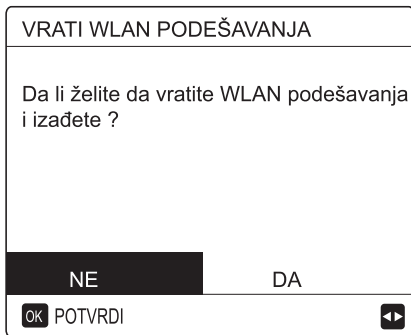 VRATI WLAN PODEŠAVANJA
Da li želite da vratite WLAN podešavanja
i izađete ?
NE DA
OK POTVRDI